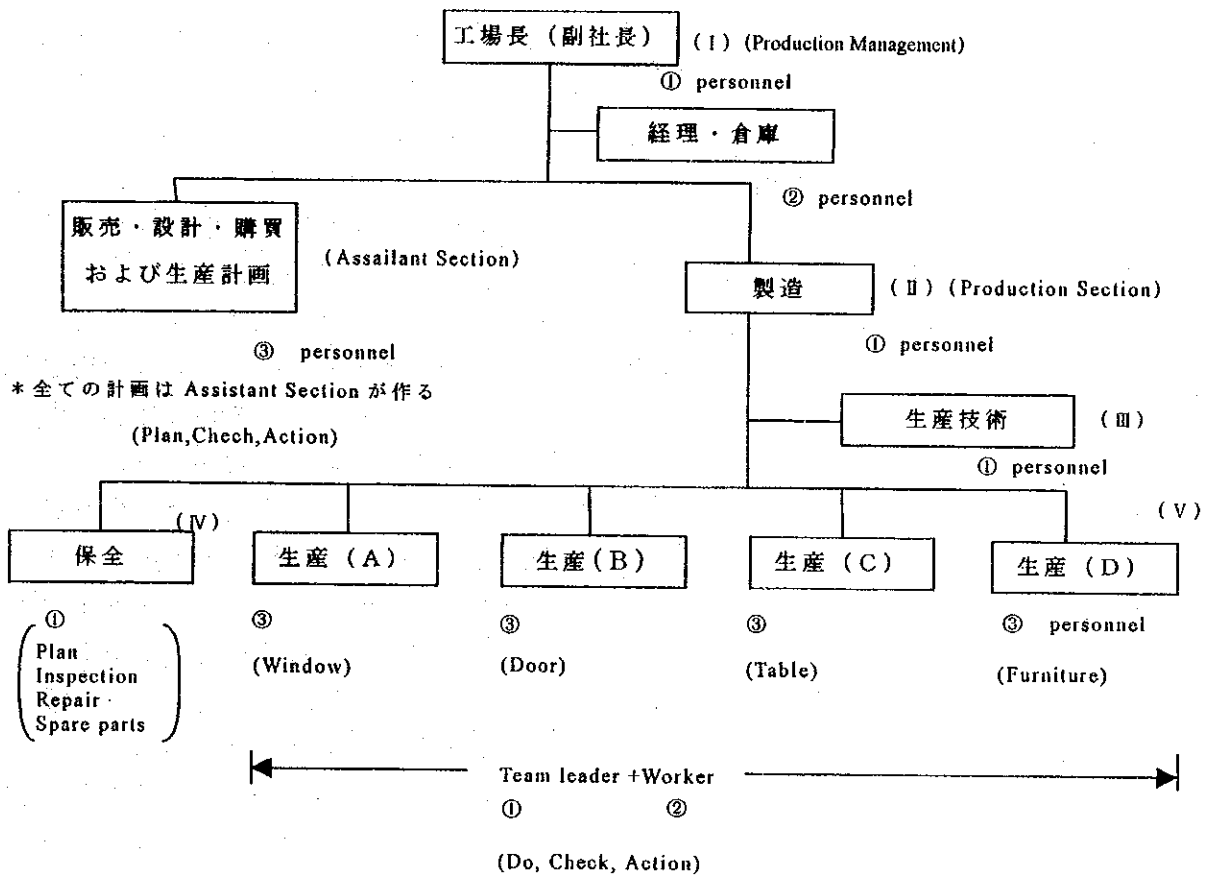 工場長（副社長） (Ⅰ) (Production Management)
① personnel
経理・倉庫
② personnel
販売・設計・購買
および生産計画
(Assailant Section)
③ personnel
製造 (Ⅱ) (Production Section)
① personnel
＊全ての計画は Assistant Section が作る
(Plan,Chech,Action)
生産技術 (Ⅲ)
① personnel
(Ⅳ)
(Ⅴ)
保全
生産（A）
生産（B）
生産（C）
生産（D）
①
Plan
Inspection
Repair
Spare parts
③
(Window)
③
(Door)
③
(Table)
③ personnel
(Furniture)
Team leader +Worker
① ②
(Do, Check, Action)